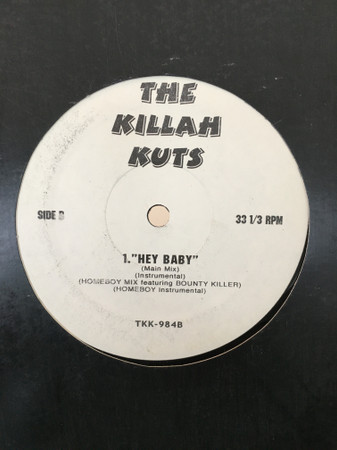 THE
KILLAH
KUTS
SIDE B
33 1/3 RPM
1."HEY BABY"
(Main Mix)
(Instrumental)
(HOMEBOY MIX featuring BOUNTY KILLER)
(HOMEBOY Instrumental)
TKK-984B